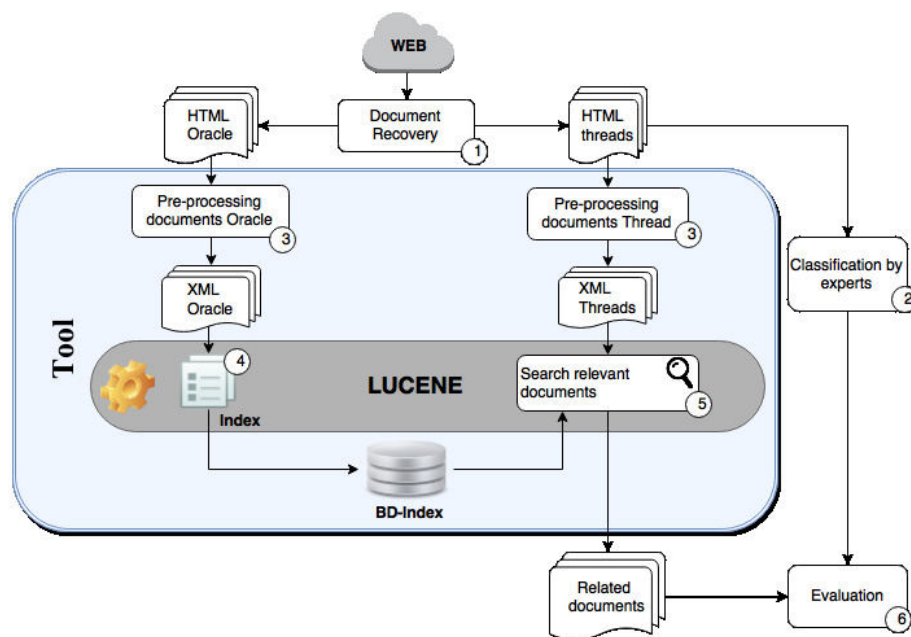 WEB
HTML
Oracle
Document
Recovery
1
HTML
threads
Pre-processing
documents Oracle
3
Pre-processing
documents Thread
3
Classification by
experts
2
XML
Oracle
XML
Threads
Tool
4
Index
LUCENE
Search relevant
documents
5
BD-Index
Related
documents
Evaluation
6